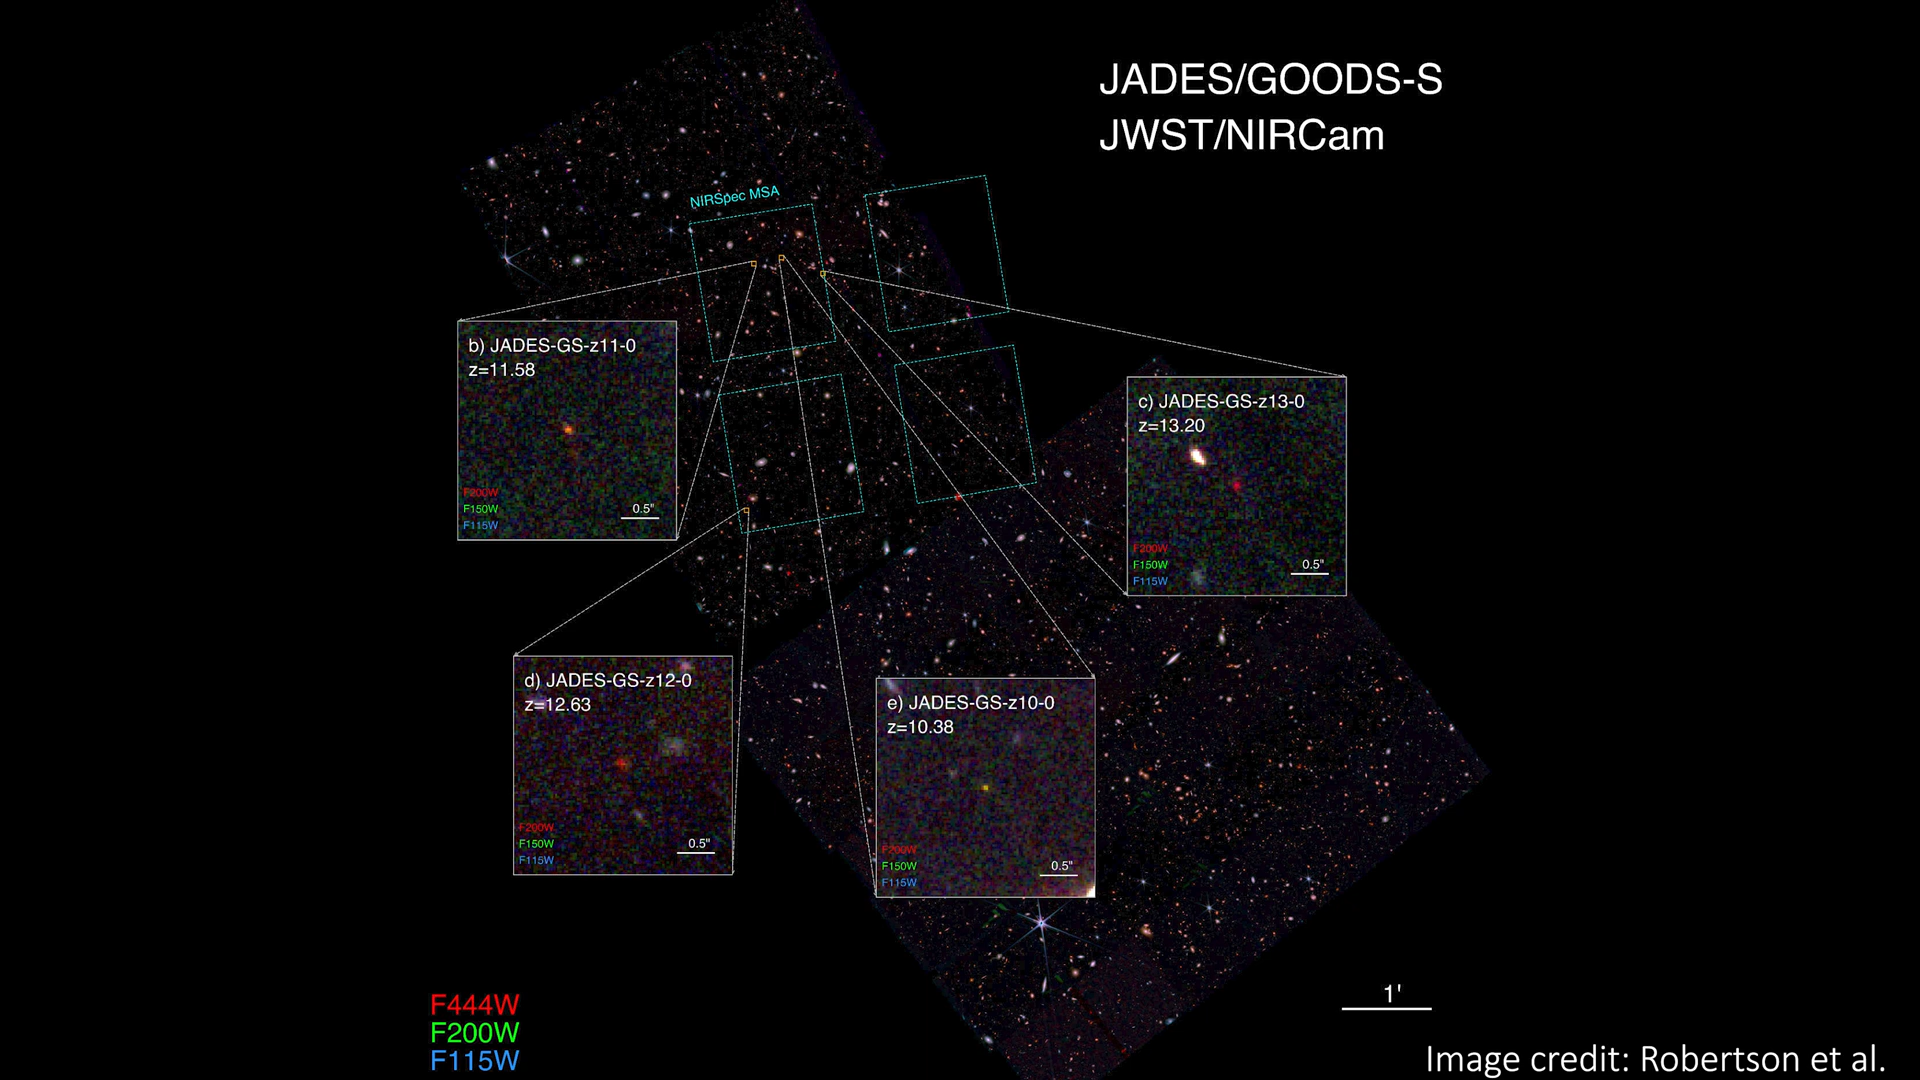 JADES/GOODS-S
JWST/NIRCam
NIRSpec MSA
b) JADES-GS-z11-0
z=11.58
F200W
F150W
F115W
0.5"
c) JADES-GS-z13-0
z=13.20
F200W
F150W
F115W
0.5"
d) JADES-GS-z12-0
z=12.63
F200W
F150W
F115W
0.5"
e) JADES-GS-z10-0
z=10.38
F200W
F150W
F115W
0.5"
F444W
F200W
F115W
1'
Image credit: Robertson et al.